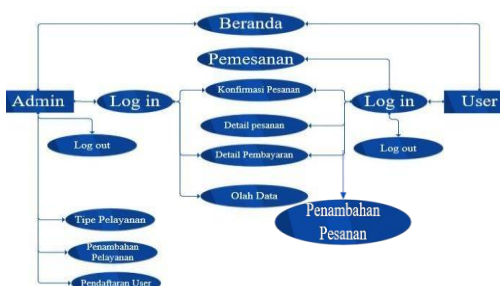 Beranda
Pemesanan
Konfirmasi Pesanan
Admin
Log in
Log in
User
Detail pesanan
Log out
Detail Pembayaran
Log out
Olah Data
Penambahan
Pesanan
Tipe Pelayanan
Penambahan
Pelayanan
Pendaftaran User